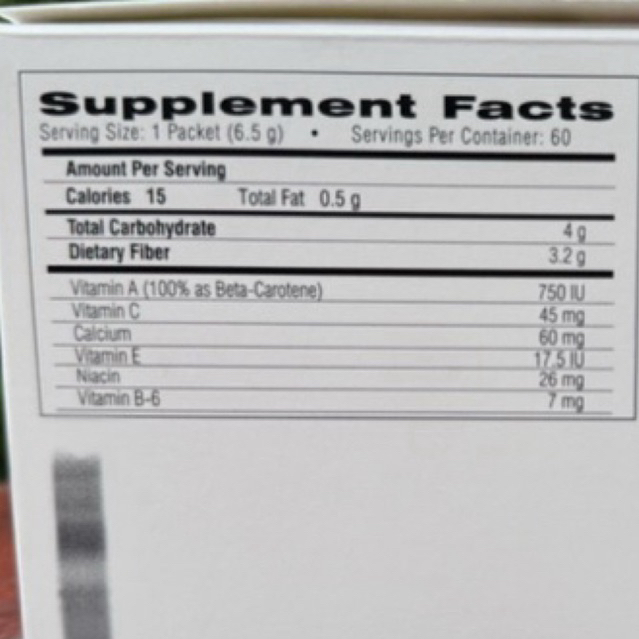 Supplement Facts
Serving Size: 1 Packet (6.5 g) • Servings Per Container: 60
Amount Per Serving
Calories 15 Total Fat 0.5 g
Total Carbohydrate 4 g
Dietary Fiber 3.2 g
Vitamin A (100% as Beta-Carotene) 750 IU
Vitamin C 45 mg
Calcium 60 mg
Vitamin E 17.5 IU
Niacin 26 mg
Vitamin B-6 7 mg